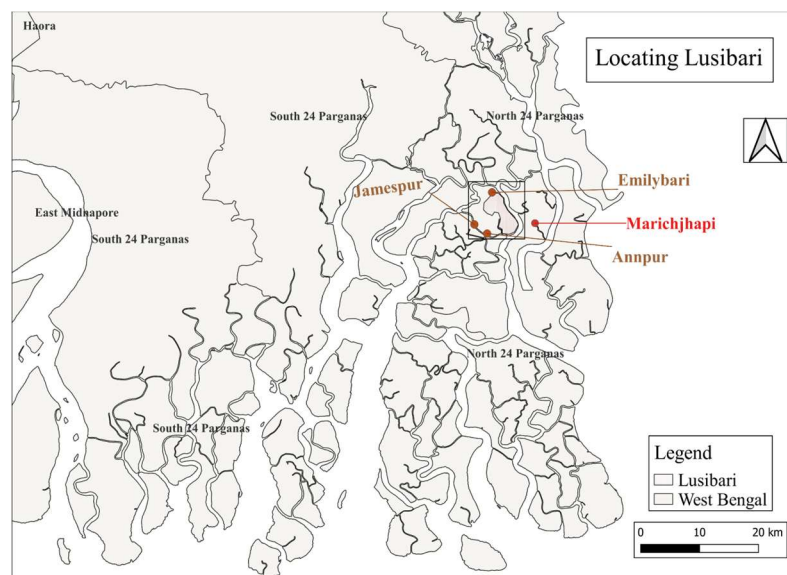 Haora
Locating Lusibari
South 24 Parganas
North 24 Parganas
Jamespur
Emilybari
East Midnapore
Marichjhapi
South 24 Parganas
Annpur
North 24 Parganas
South 24 Parganas
Legend
Lusibari
West Bengal
0 10 20 km